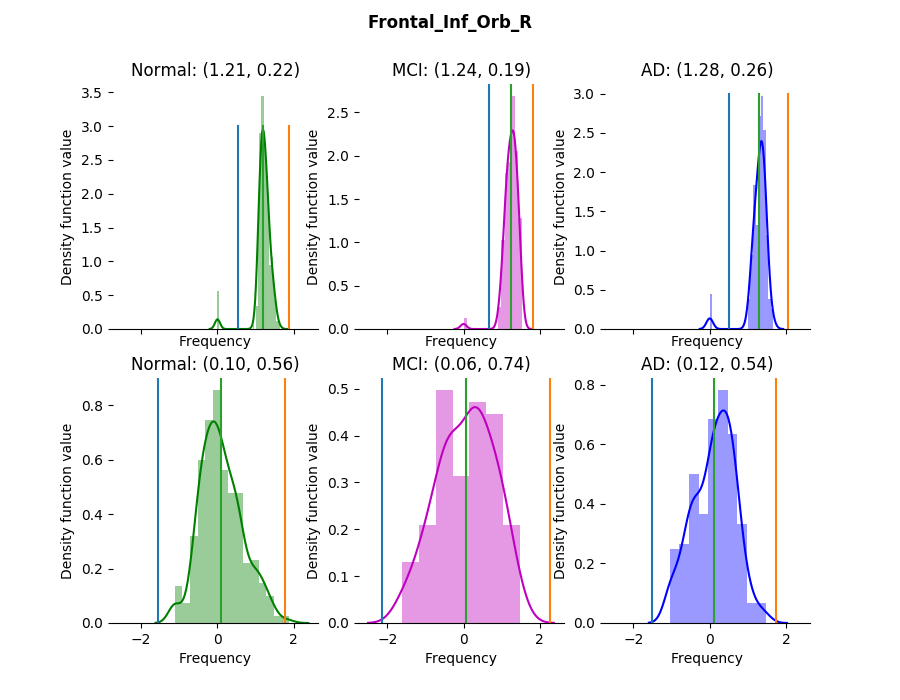 Frontal_Inf_Orb_R
Normal: (1.21, 0.22)
MCI: (1.24, 0.19)
AD: (1.28, 0.26)
Density function value
3.5
3.0
2.5
2.0
1.5
1.0
0.5
0.0
Frequency
Density function value
2.5
2.0
1.5
1.0
0.5
0.0
Frequency
Density function value
3.0
2.5
2.0
1.5
1.0
0.5
0.0
Frequency
Normal: (0.10, 0.56)
MCI: (0.06, 0.74)
AD: (0.12, 0.54)
Density function value
0.8
0.6
0.4
0.2
0.0
−2 0 2
Frequency
Density function value
0.5
0.4
0.3
0.2
0.1
0.0
−2 0 2
Frequency
Density function value
0.8
0.6
0.4
0.2
0.0
−2 0 2
Frequency